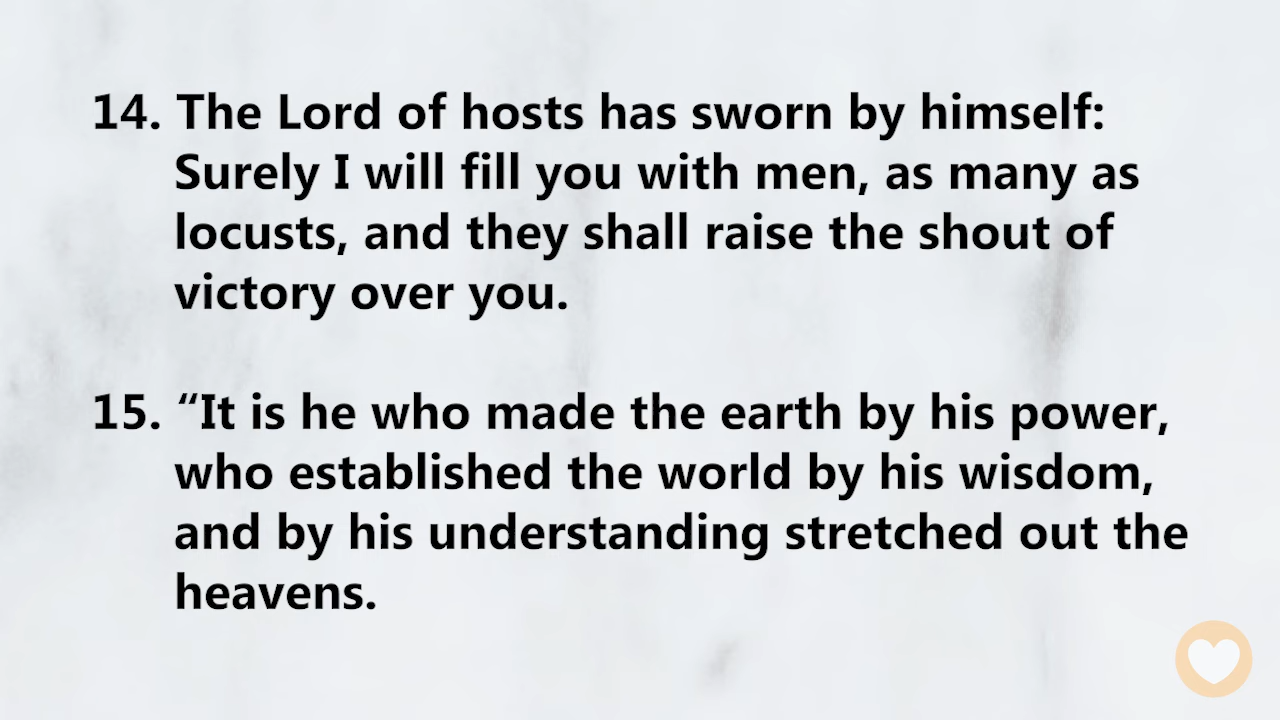 14. The Lord of hosts has sworn by himself:
Surely I will fill you with men, as many as
locusts, and they shall raise the shout of
victory over you.
15. “It is he who made the earth by his power,
who established the world by his wisdom,
and by his understanding stretched out the
heavens.